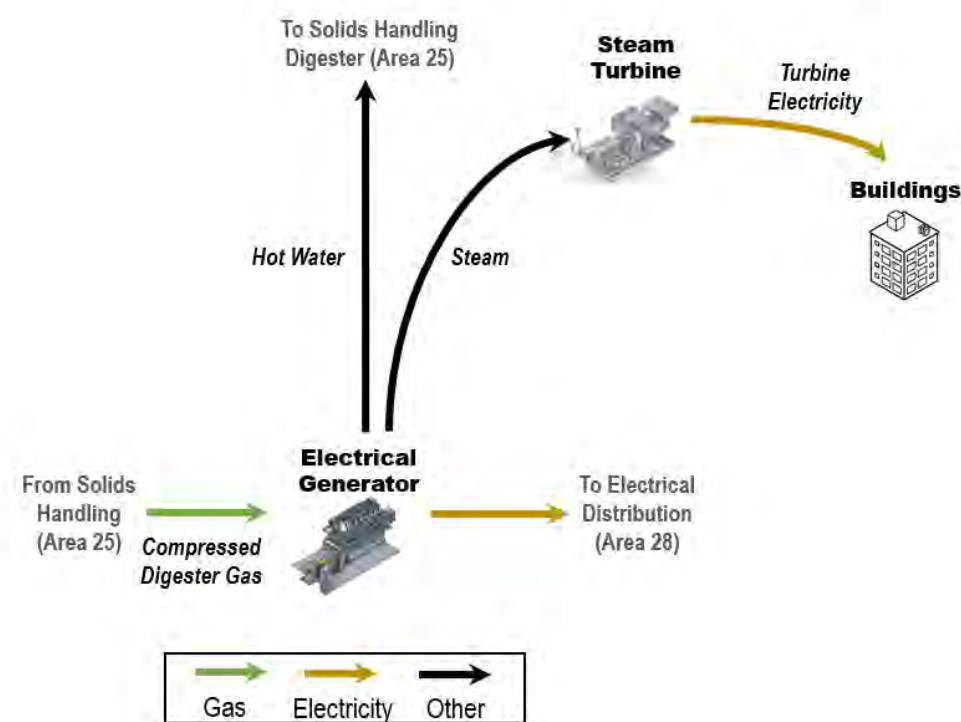 To Solids Handling
Digester (Area 25)
Steam
Turbine
Turbine
Electricity
Buildings
Hot Water
Steam
Electrical
Generator
From Solids
Handling
(Area 25)
Compressed
Digester Gas
To Electrical
Distribution
(Area 28)
Gas
Electricity
Other